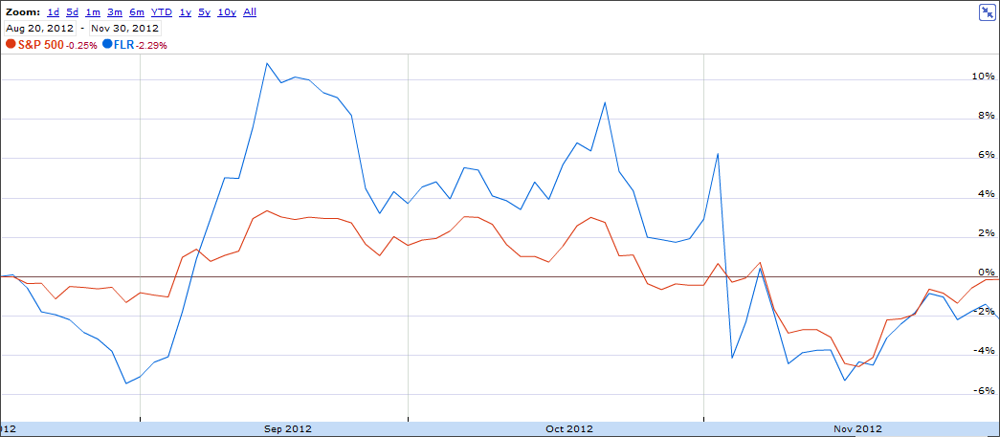 Zoom: 1d 5d 1m 3m 6m YTD 1y 5y 10y All
Aug 20, 2012 - Nov 30, 2012
S&P 500 -0.25% FLR -2.29%
10%
8%
6%
4%
2%
0%
-2%
-4%
-6%
012 Sep 2012 Oct 2012 Nov 2012